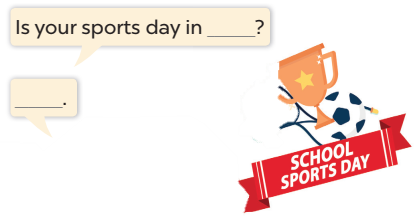 Is your sports day in _____?
_____.
SCHOOL
SPORTS DAY